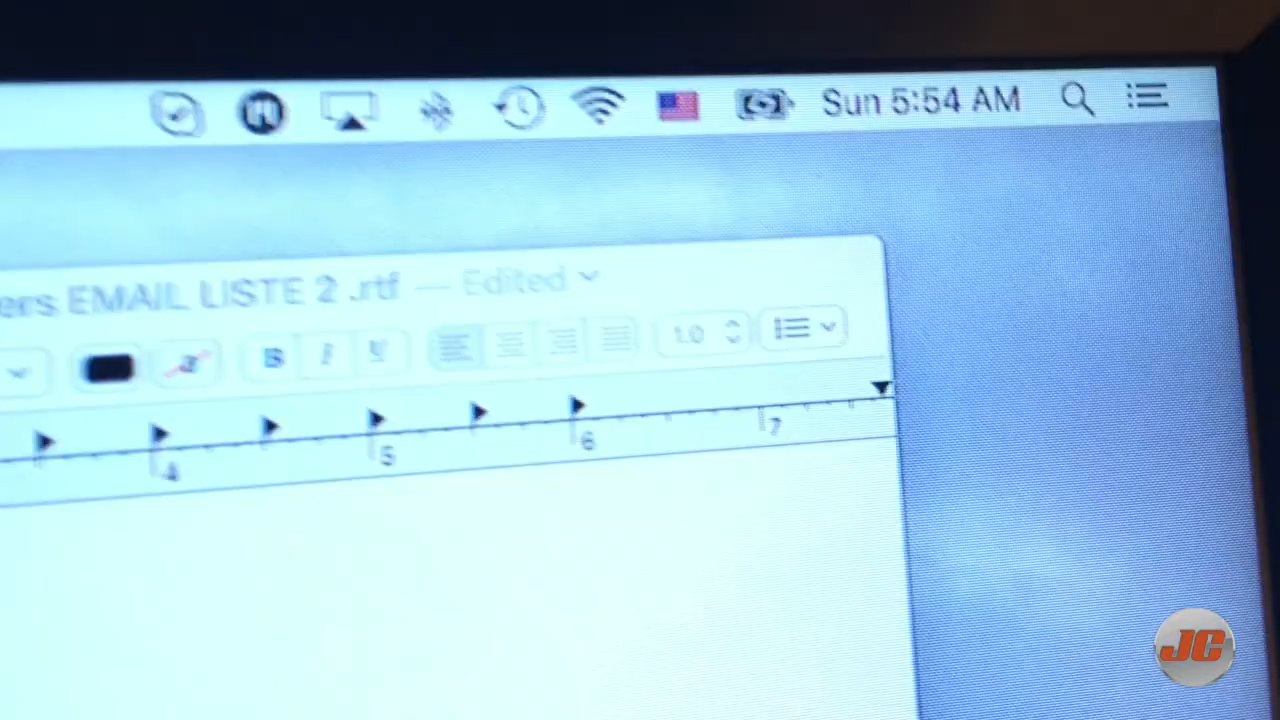 Sun 5:54 AM
ers EMAIL LISTE 2 .rtf — Edited
B I U 1.0
4 5 6 7
JC